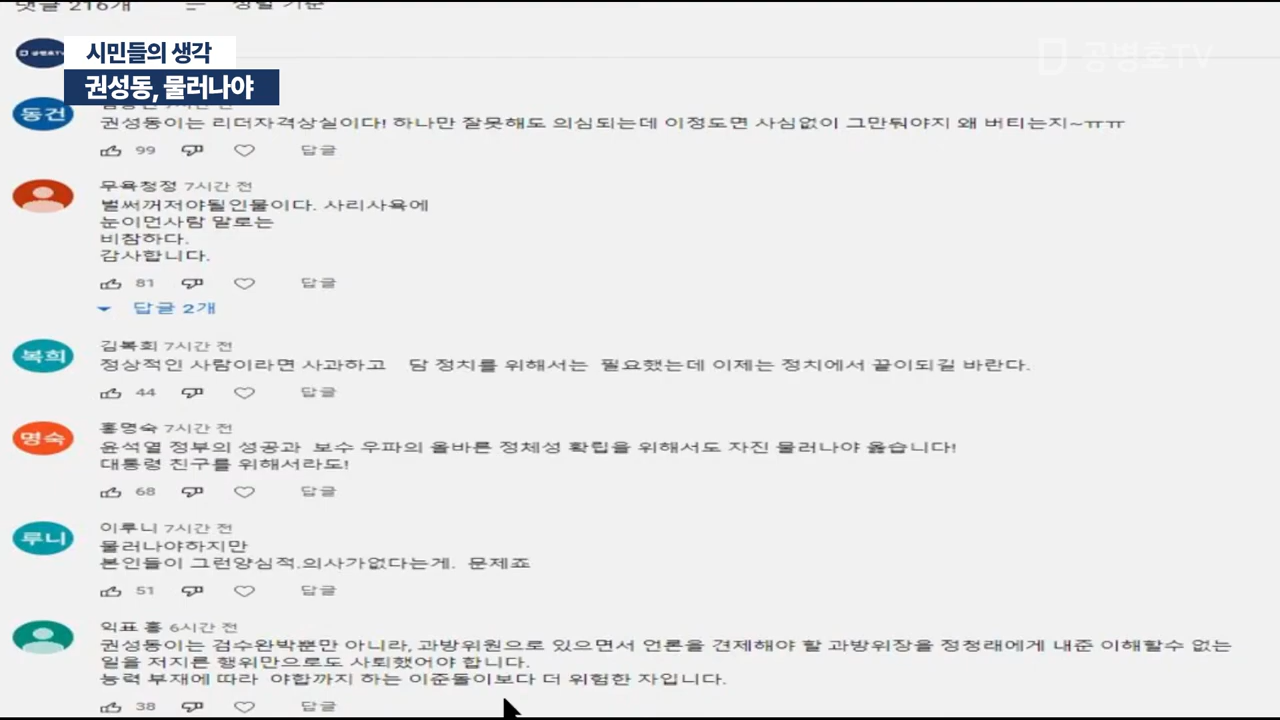 댓글 216개
정렬 기준
공병호TV
시민들의 생각
공병호TV
권성동, 물러나야
동건
권성동이는 리더자격상실이다! 하나만 잘못해도 의심되는데 이정도면 사심없이 그만둬야지 왜 버티는지~ㅠㅠ
99 답글
무욕청정 7시간 전
벌써꺼저야될인물이다. 사리사욕에
눈이먼사람 말로는
비참하다.
감사합니다.
81 답글
답글 2개
복희
김복희 7시간 전
정상적인 사람이라면 사과하고 담 정치를 위해서는 필요했는데 이제는 정치에서 끝이되길 바란다.
44 답글
명숙
홍명숙 7시간 전
윤석열 정부의 성공과 보수 우파의 올바른 정체성 확립을 위해서도 자진 물러나야 옳습니다!
대통령 친구를 위해서라도!
68 답글
루니
이루니 7시간 전
물러나야하지만
본인들이 그런양심적.의사가없다는게. 문제죠
51 답글
익표 홍 6시간 전
권성동이는 검수완박뿐만 아니라, 과방위원으로 있으면서 언론을 견제해야 할 과방위장을 정청래에게 내준 이해할수 없는
일을 저지른 행위만으로도 사퇴했어야 합니다.
능력 부재에 따라 야합까지 하는 이준돌이보다 더 위험한 자입니다.
38 답글